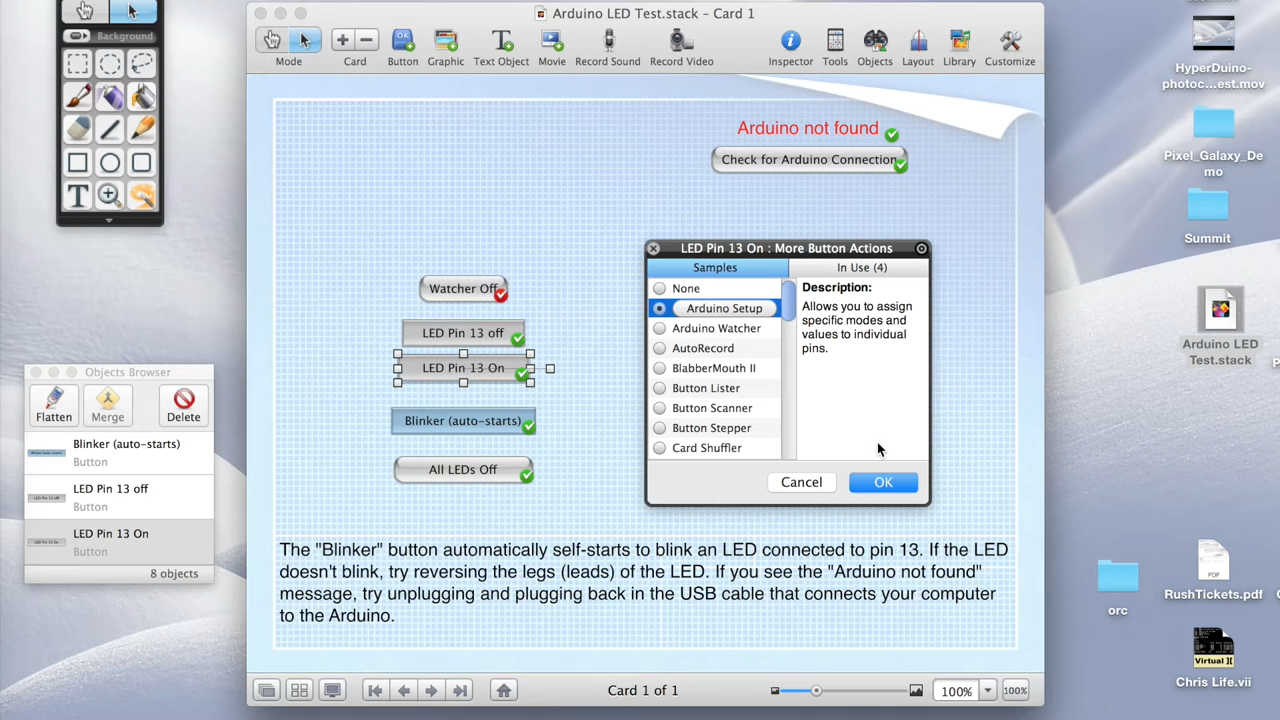 Background
Arduino LED Test.stack – Card 1
Mode
Card
OK
Button
Graphic
Text Object
Movie
Record Sound
Record Video
Inspector
Tools
Objects
Layout
Library
Customize
HyperDuino-
photoc...est.mov
Pixel_Galaxy_De
mo
Summit
Arduino LED
Test.stack
PDF
RushTickets.pdf
orc
Virtual ][
Chris Life.vii
Arduino not found
Check for Arduino Connection
Watcher Off
LED Pin 13 off
LED Pin 13 On
Blinker (auto-starts)
All LEDs Off
LED Pin 13 On : More Button Actions
Samples
In Use (4)
None
Arduino Setup
Arduino Watcher
AutoRecord
BlabberMouth II
Button Lister
Button Scanner
Button Stepper
Card Shuffler
Description:
Allows you to assign
specific modes and
values to individual
pins.
Cancel
OK
Objects Browser
Flatten
Merge
Delete
Blinker (auto-starts)
Button
LED Pin 13 off
Button
LED Pin 13 On
Button
8 objects
The "Blinker" button automatically self-starts to blink an LED connected to pin 13. If the LED
doesn't blink, try reversing the legs (leads) of the LED. If you see the "Arduino not found"
message, try unplugging and plugging back in the USB cable that connects your computer
to the Arduino.
Card 1 of 1
100%
100%